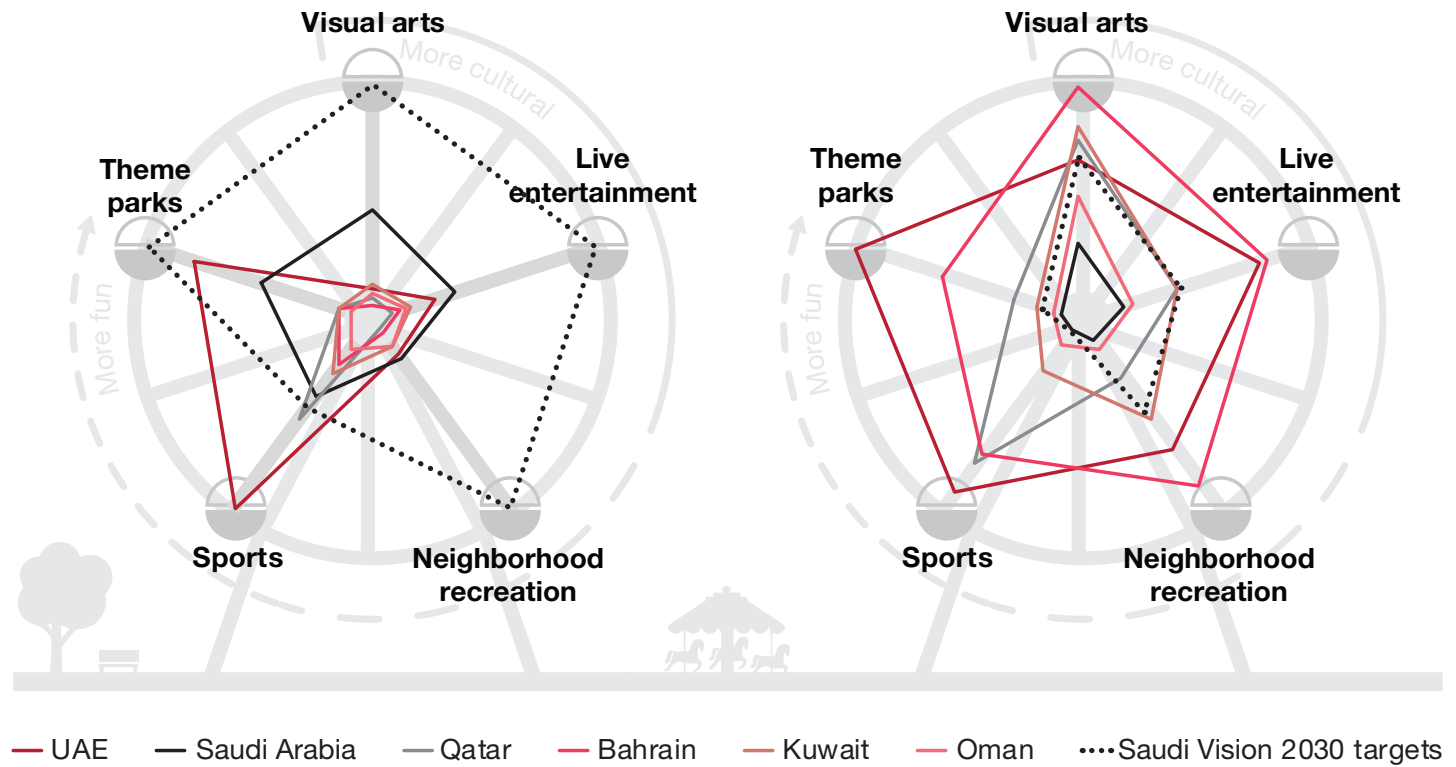 Visual arts
More cultural
Live
entertainment
Theme
parks
More fun
Sports
Neighborhood
recreation
Visual arts
More cultural
Live
entertainment
Theme
parks
More fun
Sports
Neighborhood
recreation
UAE Saudi Arabia Qatar Bahrain Kuwait Oman Saudi Vision 2030 targets